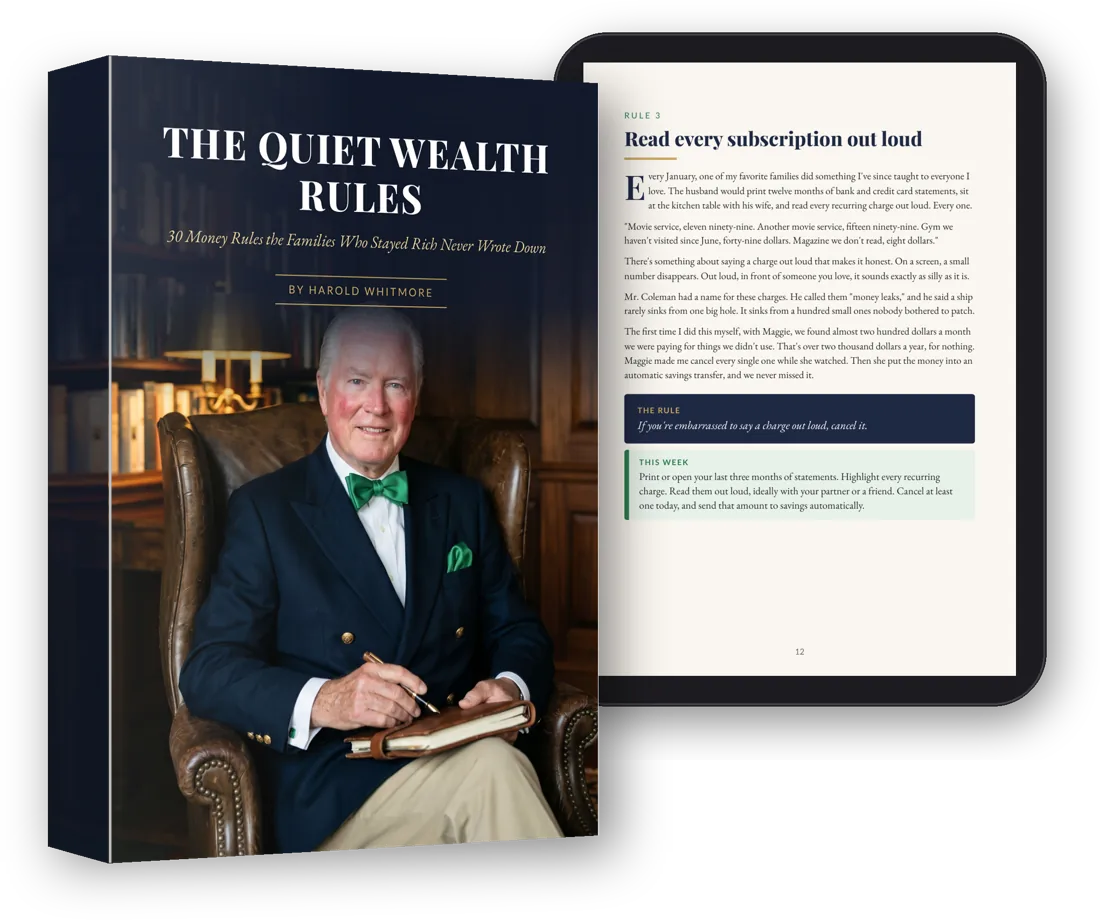 THE QUIET WEALTH
RULES
30 Money Rules the Families Who Stayed Rich Never Wrote Down
BY HAROLD WHITMORE
RULE 3
Read every subscription out loud
Every January, one of my favorite families did something I've since taught to everyone I
love. The husband would print twelve months of bank and credit card statements, sit
at the kitchen table with his wife, and read every recurring charge out loud. Every one.
"Movie service, eleven ninety-nine. Another movie service, fifteen ninety-nine. Gym we
haven't visited since June, forty-nine dollars. Magazine we don't read, eight dollars."
There's something about saying a charge out loud that makes it honest. On a screen, a small
number disappears. Out loud, in front of someone you love, it sounds exactly as silly as it is.
Mr. Coleman had a name for these charges. He called them "money leaks," and he said a ship
rarely sinks from one big hole. It sinks from a hundred small ones nobody bothered to patch.
The first time I did this myself, with Maggie, we found almost two hundred dollars a month
we were paying for things we didn't use. That's over two thousand dollars a year, for nothing.
Maggie made me cancel every single one while she watched. Then she put the money into an
automatic savings transfer, and we never missed it.
THE RULE
If you're embarrassed to say a charge out loud, cancel it.
THIS WEEK
Print or open your last three months of statements. Highlight every recurring
charge. Read them out loud, ideally with your partner or a friend. Cancel at least
one today, and send that amount to savings automatically.
12